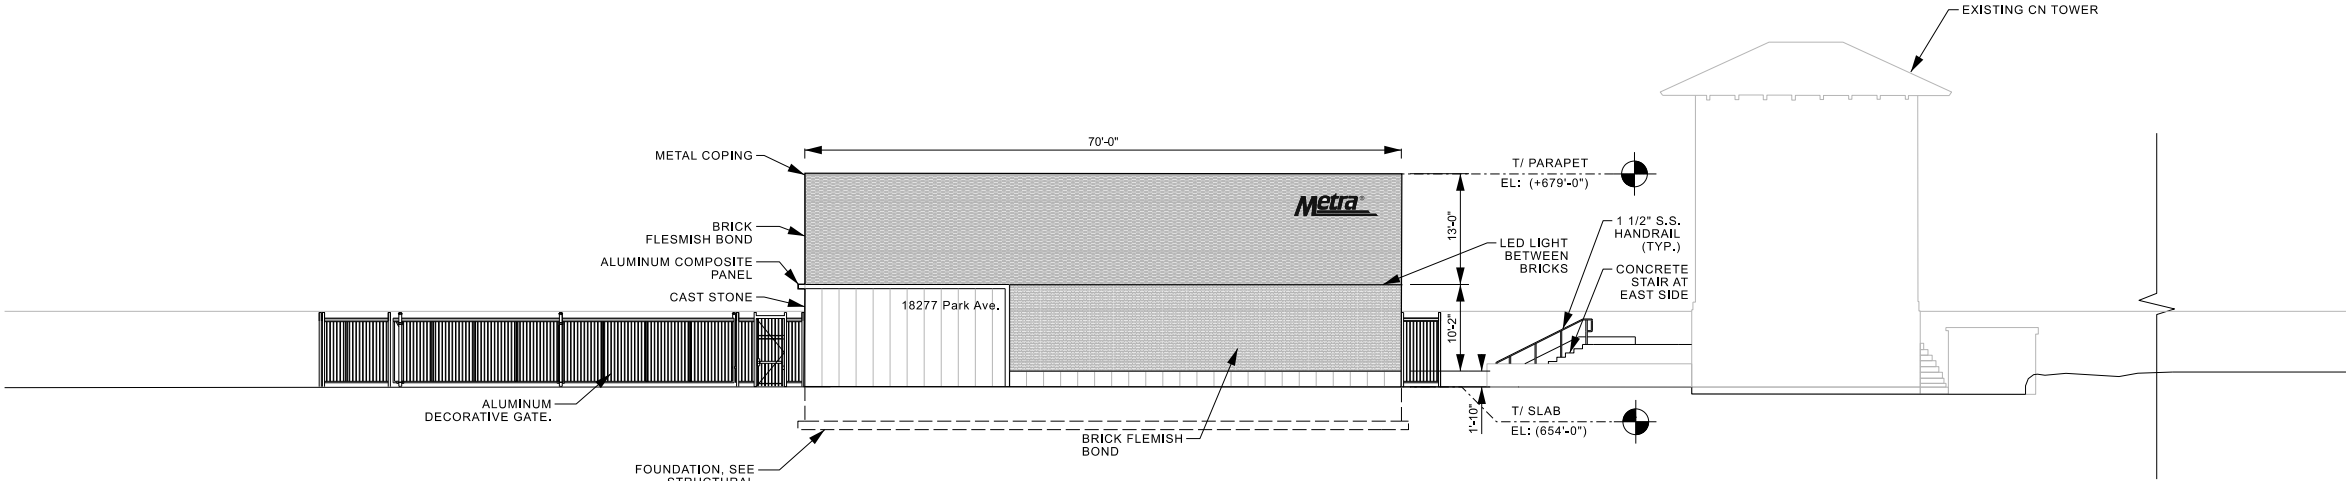 EXISTING CN TOWER
70'-0"
METAL COPING
T/ PARAPET
EL: (+679'-0")
Metra®
13'-0"
BRICK
FLESMISH BOND
1 1/2" S.S.
HANDRAIL
(TYP.)
LED LIGHT
BETWEEN
BRICKS
ALUMINUM COMPOSITE
PANEL
CONCRETE
STAIR AT
EAST SIDE
CAST STONE
18277 Park Ave.
10'-2"
ALUMINUM
DECORATIVE GATE.
1'-10"
T/ SLAB
EL: (654'-0")
BRICK FLEMISH
BOND
FOUNDATION, SEE
STRUCTURAL